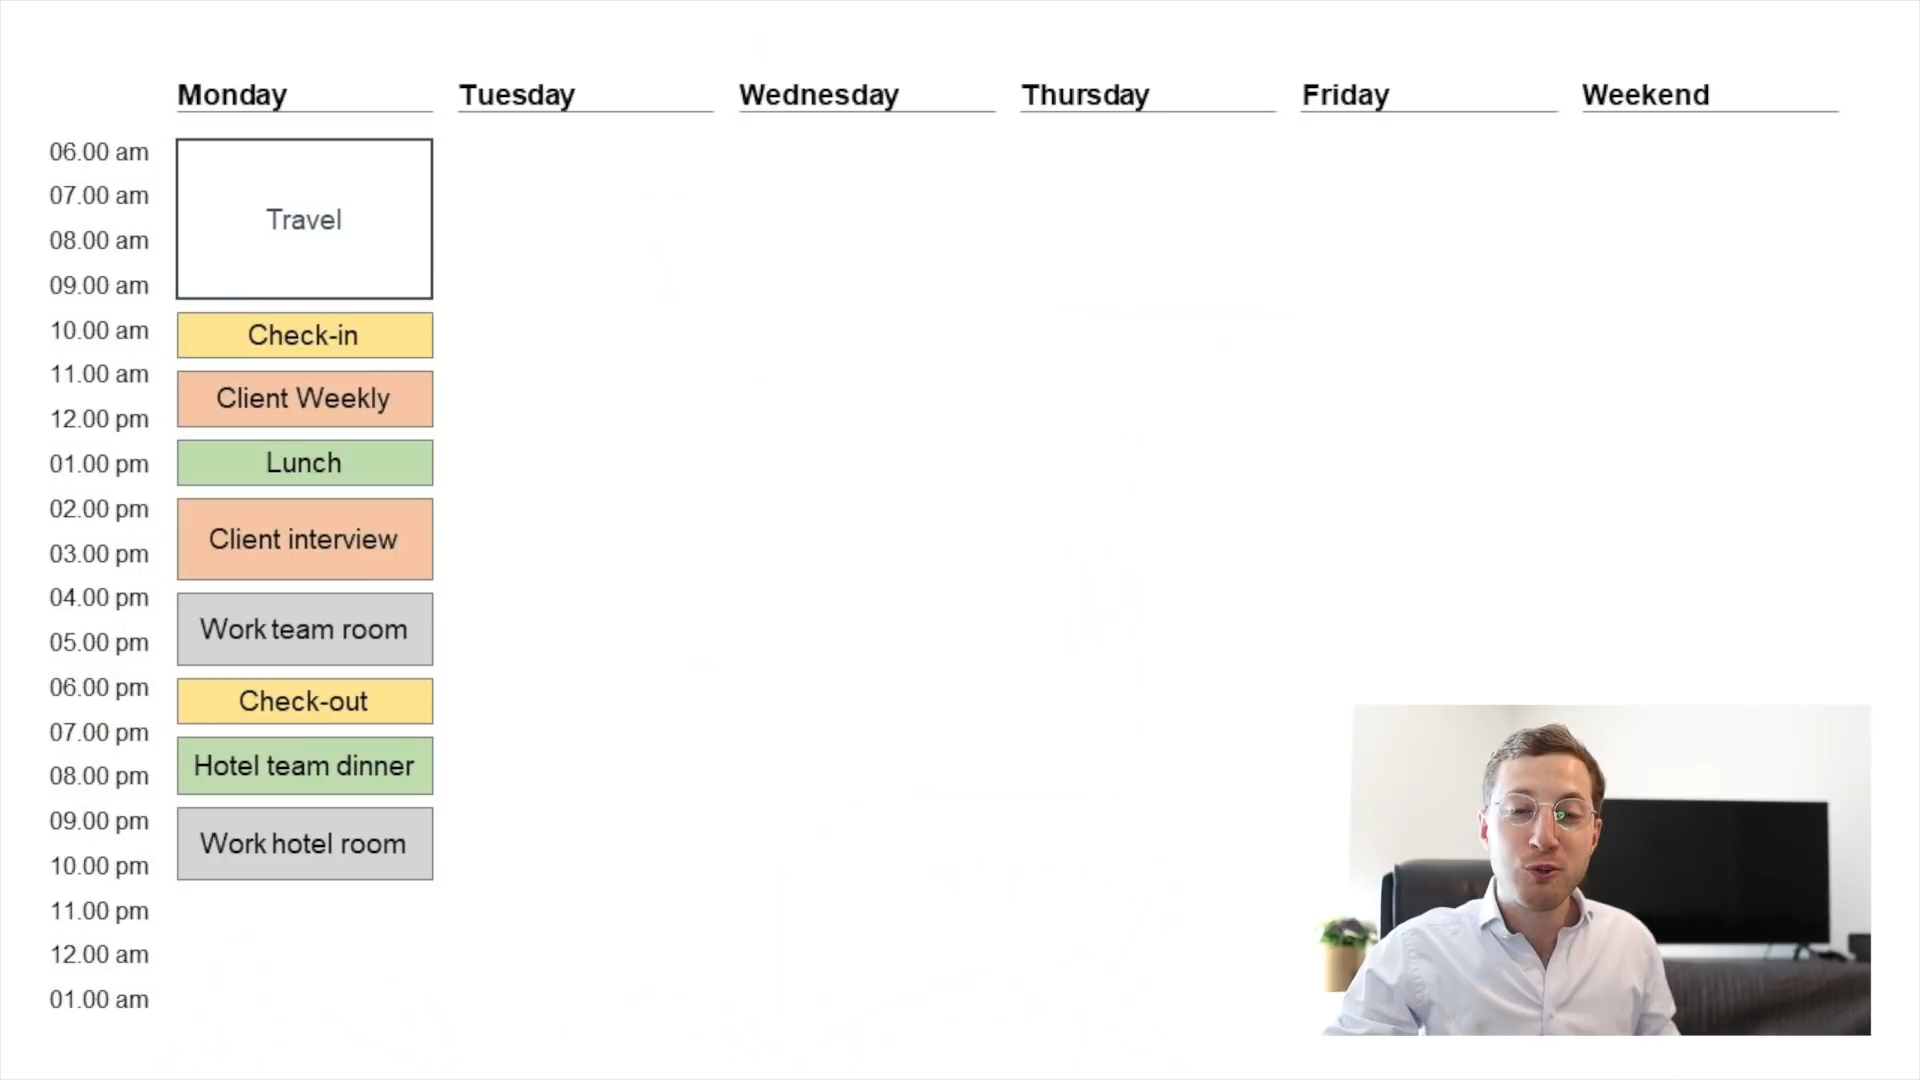 Monday Tuesday Wednesday Thursday Friday Weekend
06.00 am
07.00 am
Travel
08.00 am
09.00 am
10.00 am Check-in
11.00 am
Client Weekly
12.00 pm
01.00 pm Lunch
02.00 pm
Client interview
03.00 pm
04.00 pm
Work team room
05.00 pm
06.00 pm
Check-out
07.00 pm
Hotel team dinner
08.00 pm
09.00 pm
Work hotel room
10.00 pm
11.00 pm
12.00 am
01.00 am